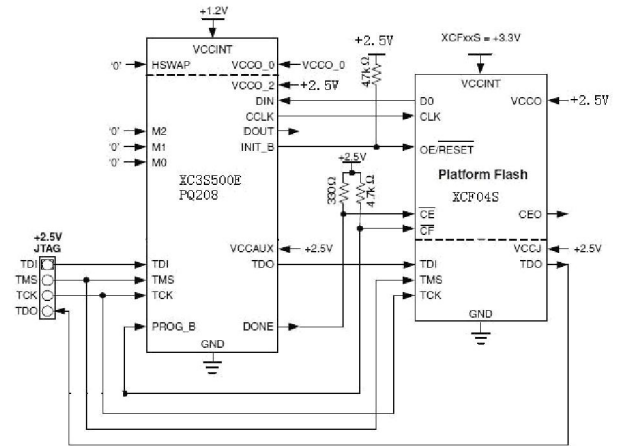 +1.2V
VCCINT
'0' HSWAP VCCO_0 VCCO_0
VCCO_2 +2.5V
DIN
CCLK
'0' M2 DOUT
'0' M1 INIT_B
'0' M0
XC3S500E
PQ208
VCCAUX +2.5V
TDI TDO
TMS
TCK
PROG_B DONE
GND
+2.5V
JTAG
TDI
TMS
TCK
TDO
+2.5V
4.7kΩ
+2.5V
330Ω
4.7kΩ
XCFxxS = +3.3V
VCCINT
D0 VCCO +2.5V
CLK
OE/RESET
Platform Flash
XCF04S
CE CEO
CF
VCCJ +2.5V
TDI TDO
TMS
TCK
GND